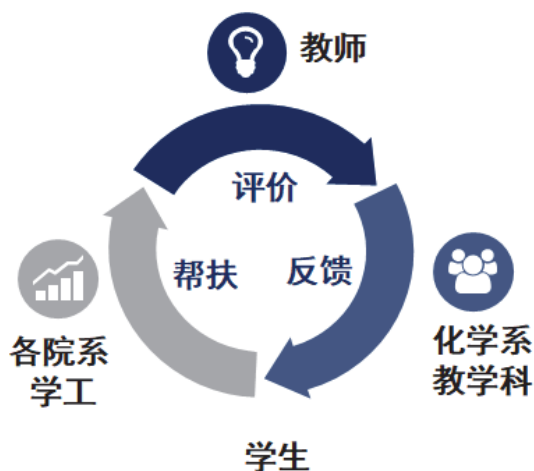 教师
评价
帮扶
反馈
各院系
学工
化学系
教学科
学生